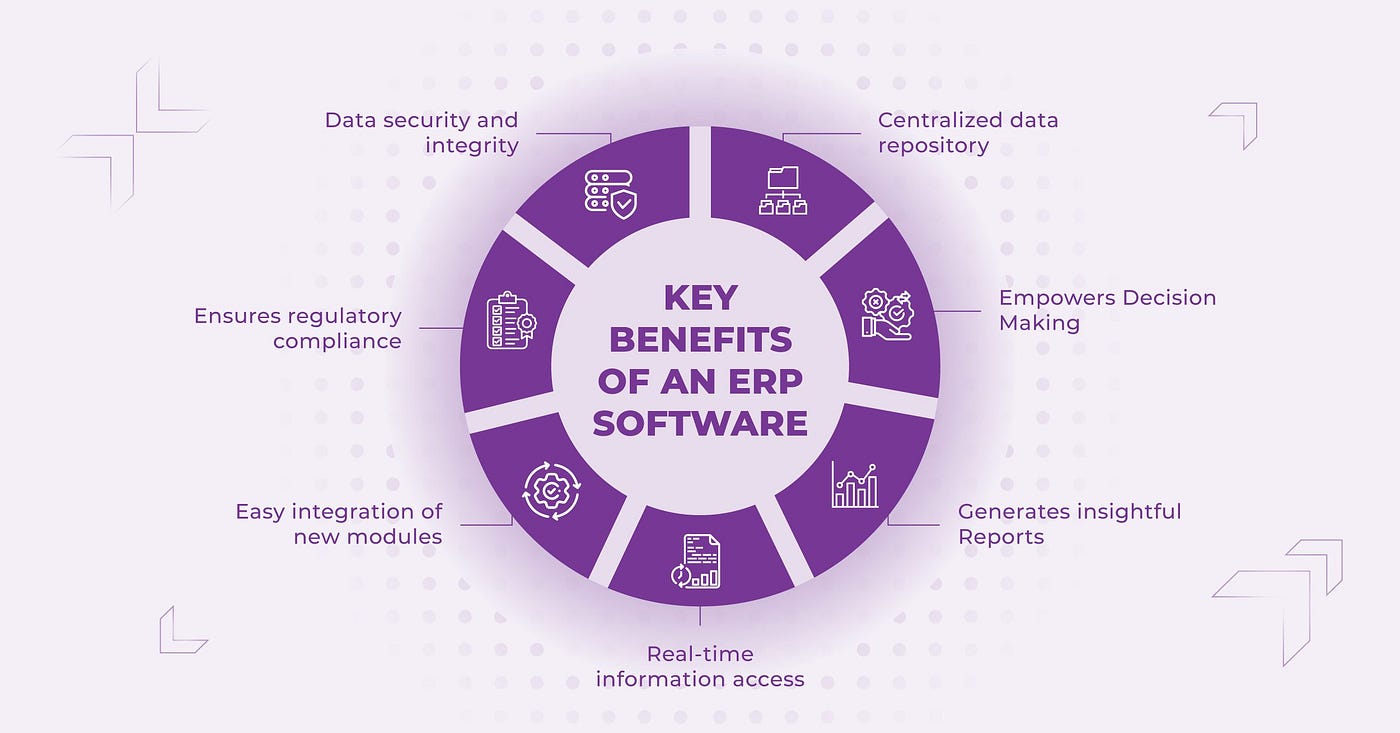 KEY
BENEFITS
OF AN ERP
SOFTWARE
Centralized data
repository
Empowers Decision
Making
Generates insightful
Reports
Real-time
information access
Easy integration of
new modules
Ensures regulatory
compliance
Data security and
integrity